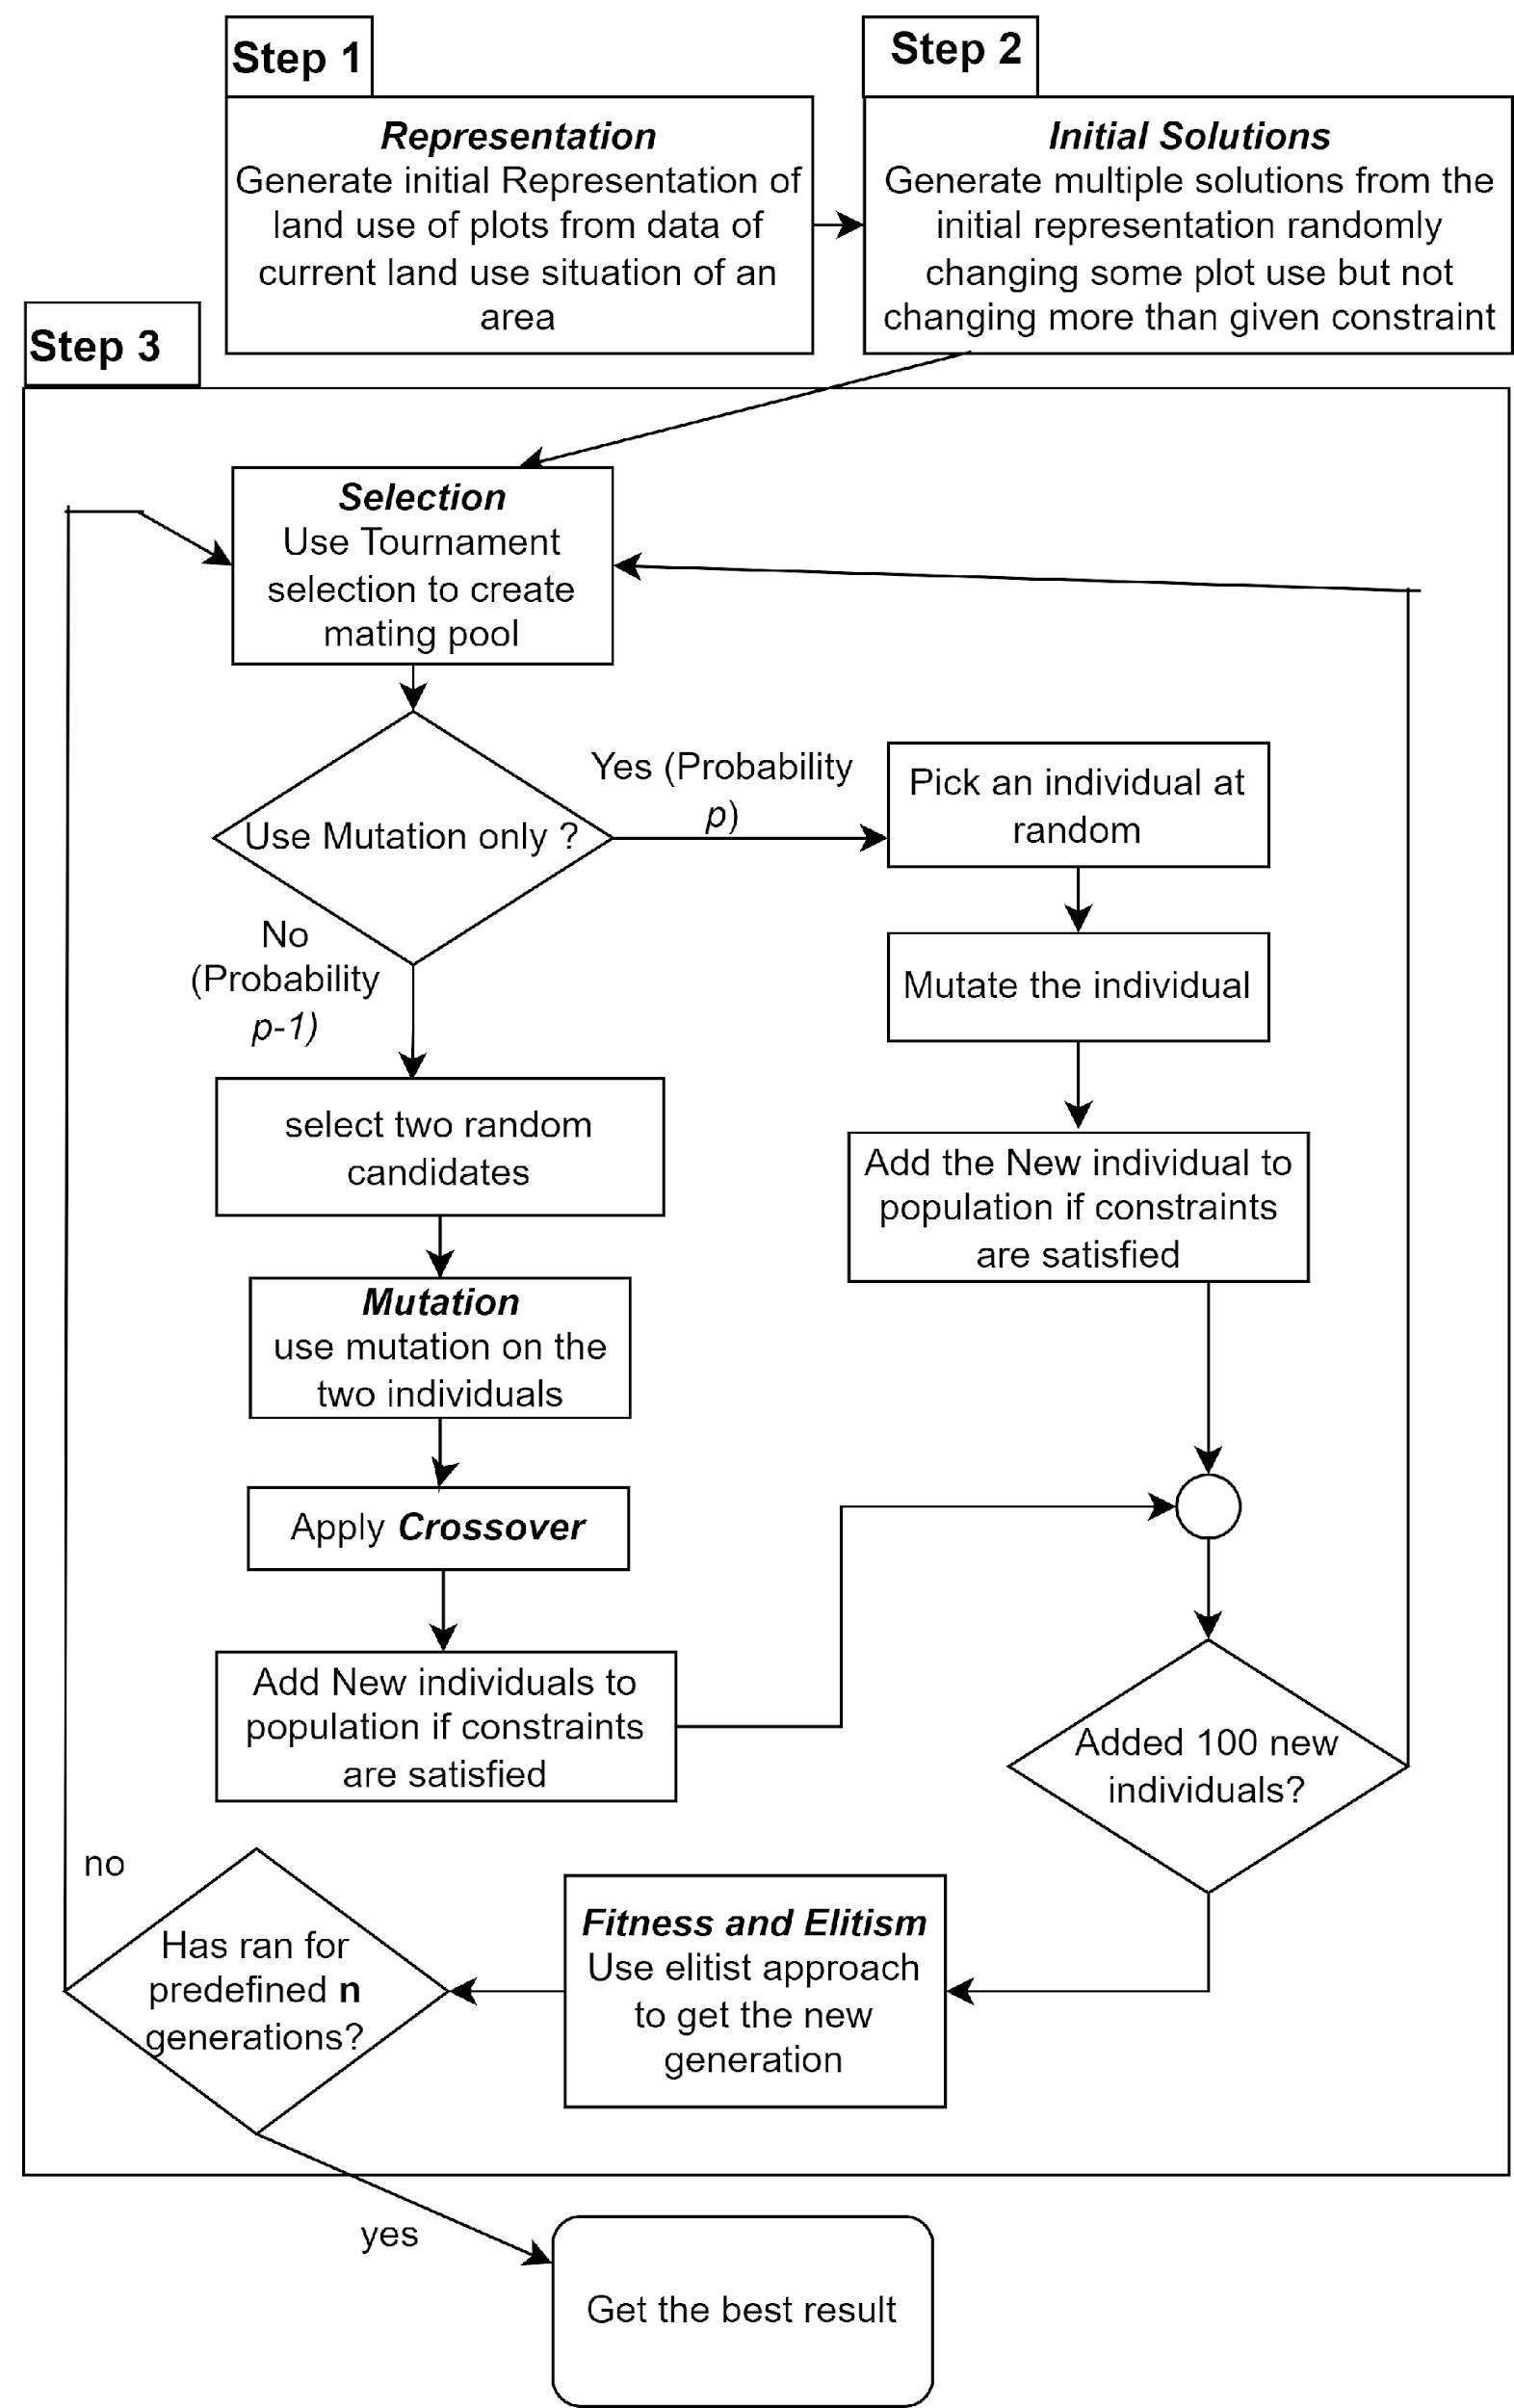 Step 1
Representation
Generate initial Representation of
land use of plots from data of
current land use situation of an
area
Step 2
Initial Solutions
Generate multiple solutions from the
initial representation randomly
changing some plot use but not
changing more than given constraint
Step 3
Selection
Use Tournament
selection to create
mating pool
Use Mutation only ?
Yes (Probability
p)
Pick an individual at
random
Mutate the individual
Add the New individual to
population if constraints
are satisfied
No
(Probability
p-1)
select two random
candidates
Mutation
use mutation on the
two individuals
Apply Crossover
Add New individuals to
population if constraints
are satisfied
Added 100 new
individuals?
Fitness and Elitism
Use elitist approach
to get the new
generation
no
Has ran for
predefined n
generations?
yes
Get the best result